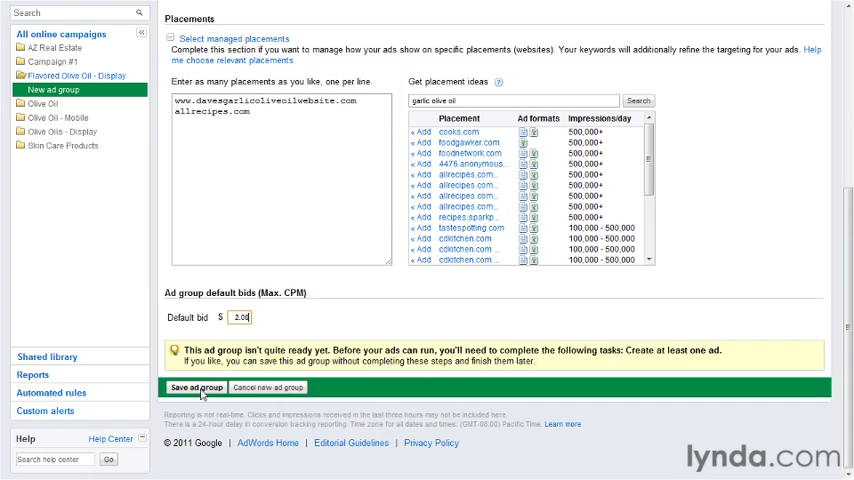 Search
All online campaigns
AZ Real Estate
Campaign #1
Flavored Olive Oil - Display
New ad group
Olive Oil
Olive Oil - Mobile
Olive Oils - Display
Skin Care Products
Shared library
Reports
Automated rules
Custom alerts
Help
Help Center
Search help center
Go
Placements
Select managed placements
Complete this section if you want to manage how your ads show on specific placements (websites). Your keywords will additionally refine the targeting for your ads. Help
me choose relevant placements.
Enter as many placements as you like, one per line.
www.davesgarlicoliveoilwebsite.com
allrecipes.com
Get placement ideas
garlic olive oil Search
Placement Ad formats Impressions/day
« Add cooks.com 500,000+
« Add foodgawker.com 500,000+
« Add foodnetwork.com 500,000+
« Add 4476.anonymous... 500,000+
« Add allrecipes.com... 500,000+
« Add allrecipes.com... 500,000+
« Add allrecipes.com... 500,000+
« Add allrecipes.com... 500,000+
« Add recipes.sparkp... 500,000+
« Add tastespotting.com 100,000 - 500,000
« Add cdkitchen.com 100,000 - 500,000
« Add cdkitchen.com ... 100,000 - 500,000
« Add cdkitchen.com ... 100,000 - 500,000
Ad group default bids (Max. CPM)
Default bid $ 2.00
This ad group isn't quite ready yet. Before your ads can run, you'll need to complete the following tasks: Create at least one ad.
If you like, you can save this ad group without completing these steps and finish them later.
Save ad group Cancel new ad group
Reporting is not real-time. Clicks and impressions received in the last three hours may not be included here.
There is a 24-hour delay in conversion tracking reporting. Time zone for all dates and times: (GMT-08:00) Pacific Time. Learn more
© 2011 Google | AdWords Home | Editorial Guidelines | Privacy Policy
lynda.com